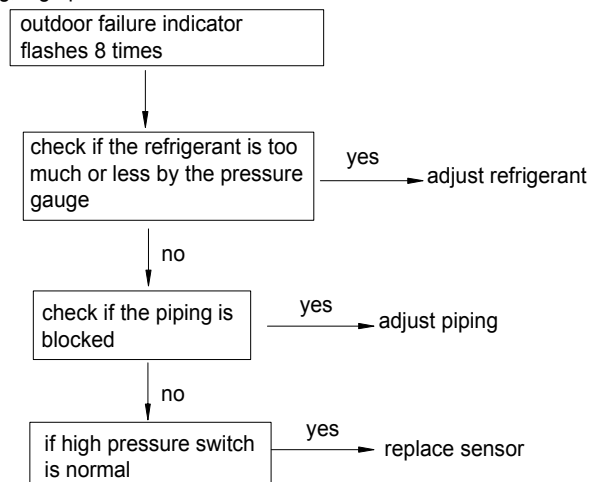 outdoor failure indicator
flashes 8 times
check if the refrigerant is too
much or less by the pressure
gauge
yes
adjust refrigerant
no
check if the piping is
blocked
yes
adjust piping
no
if high pressure switch
is normal
yes
replace sensor